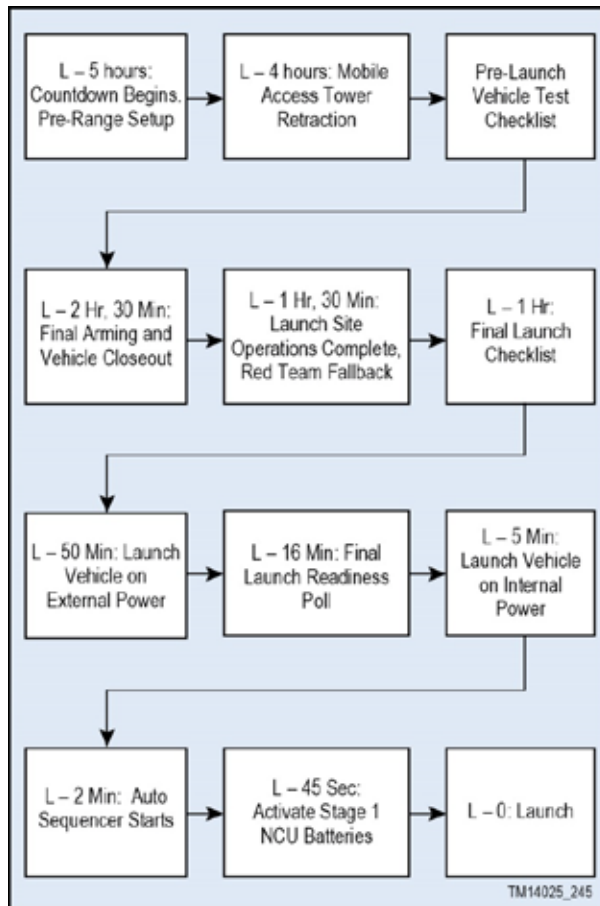 L – 5 hours:
Countdown Begins.
Pre-Range Setup
L – 4 hours: Mobile
Access Tower
Retraction
Pre-Launch
Vehicle Test
Checklist
L – 2 Hr, 30 Min:
Final Arming and
Vehicle Closeout
L – 1 Hr, 30 Min:
Launch Site
Operations Complete,
Red Team Fallback
L – 1 Hr:
Final Launch
Checklist
L – 50 Min: Launch
Vehicle on
External Power
L – 16 Min: Final
Launch Readiness
Poll
L – 5 Min:
Launch Vehicle
on Internal
Power
L – 2 Min: Auto
Sequencer Starts
L – 45 Sec:
Activate Stage 1
NCU Batteries
L – 0: Launch
TM14025_245